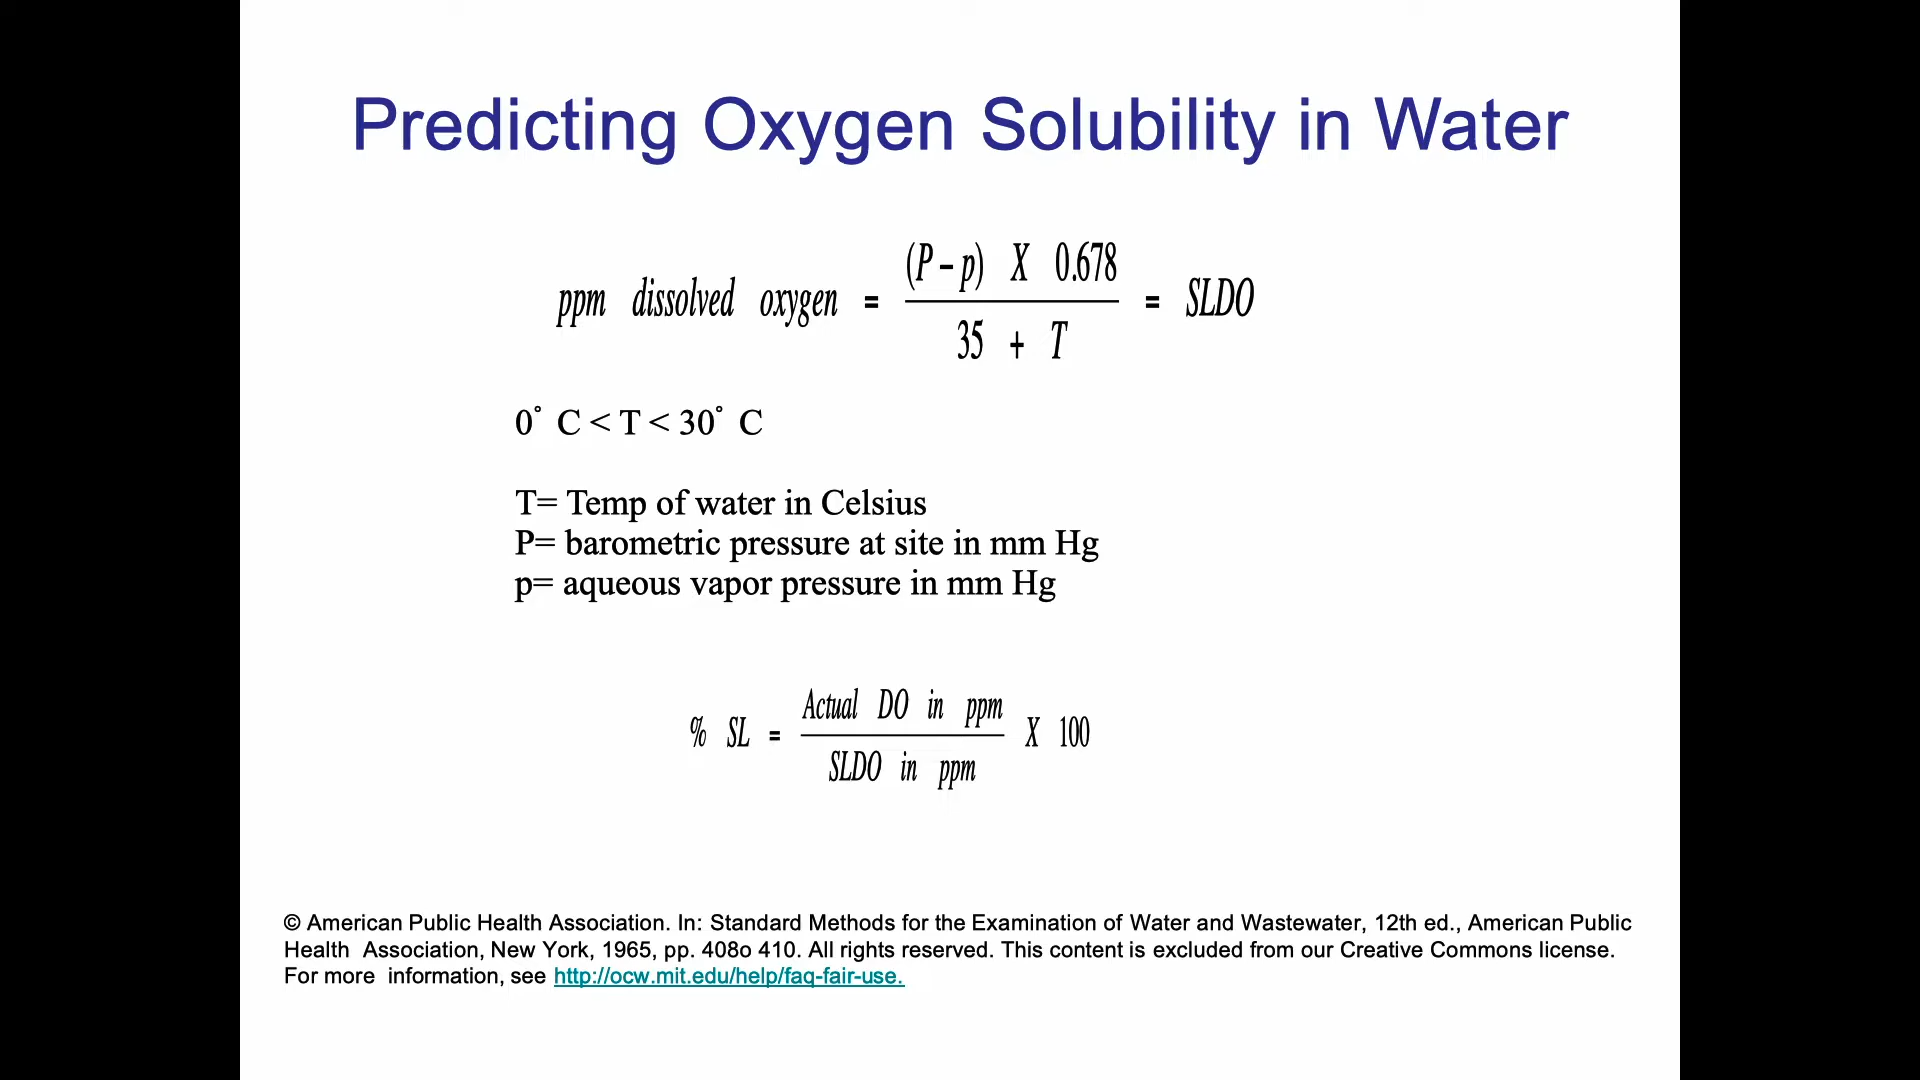 Predicting Oxygen Solubility in Water
ppm dissolved oxygen = (P – p) X 0.678 / 35 + T = SLDO
0° C < T < 30° C
T= Temp of water in Celsius
P= barometric pressure at site in mm Hg
p= aqueous vapor pressure in mm Hg
% SL = Actual DO in ppm / SLDO in ppm X 100
© American Public Health Association. In: Standard Methods for the Examination of Water and Wastewater, 12th ed., American Public
Health Association, New York, 1965, pp. 408o 410. All rights reserved. This content is excluded from our Creative Commons license.
For more information, see http://ocw.mit.edu/help/faq-fair-use.